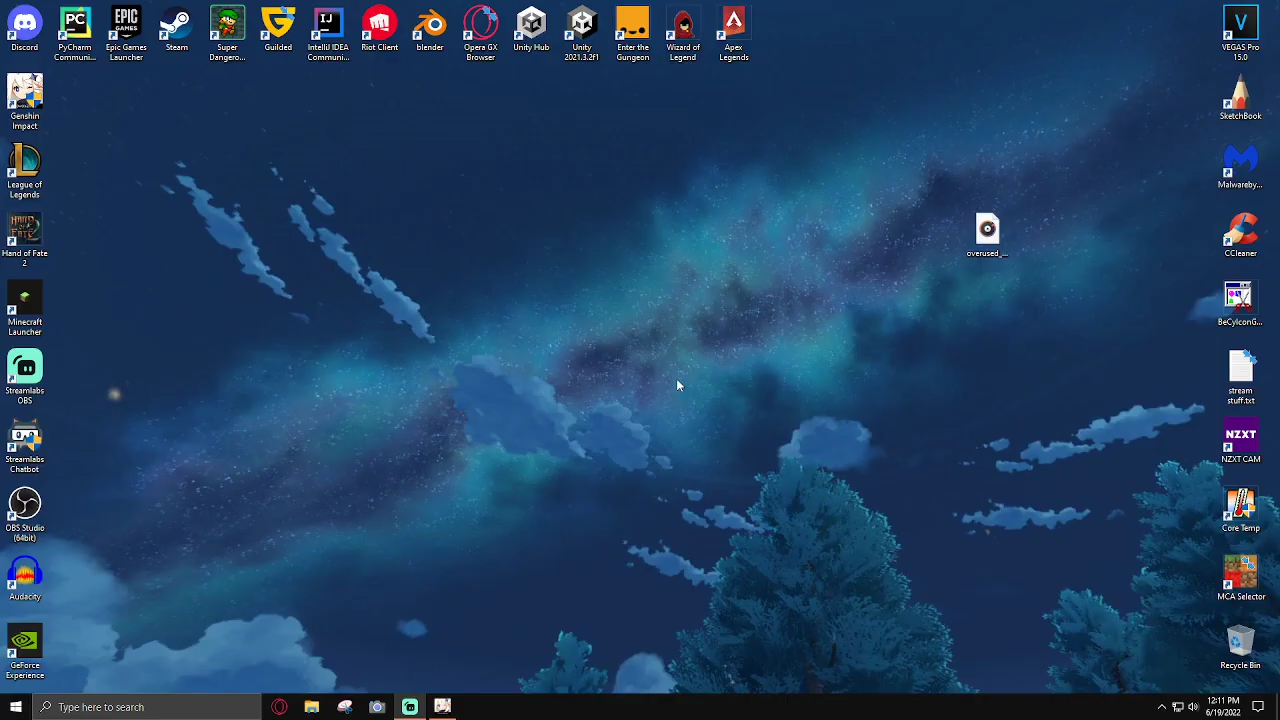 Discord
PyCharm
Communi...
Epic Games
Launcher
Steam
Super
Dangero...
Guilded
IntelliJ IDEA
Communi...
Riot Client
blender
Opera GX
Browser
Unity Hub
Unity
2021.3.2f1
Enter the
Gungeon
Wizard of
Legend
Apex
Legends
VEGAS Pro
15.0
Genshin
Impact
League of
Legends
Hand of Fate
2
Minecraft
Launcher
Streamlabs
OBS
Streamlabs
Chatbot
OBS Studio
(64bit)
Audacity
GeForce
Experience
overused_...
SketchBook
Malwareby...
CCleaner
BeCyIconG...
stream
stuff.txt
NZXT
NZXT CAM
Core Temp
MCA Selector
Recycle Bin
Type here to search
12:11 PM
6/19/2022